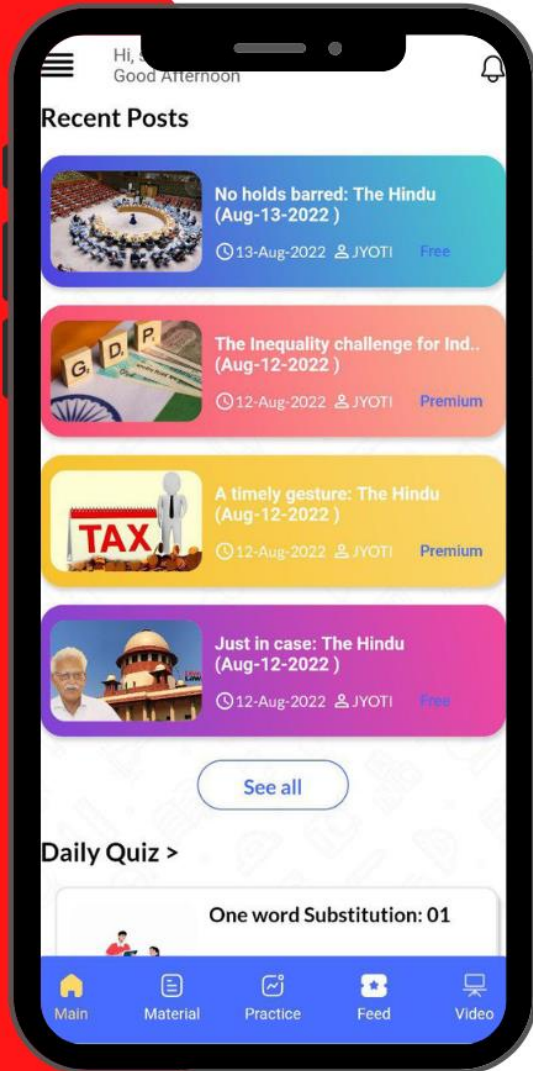 Hi, s
Good Afternoon
Recent Posts
No holds barred: The Hindu
(Aug-13-2022 )
13-Aug-2022 JYOTI Free
G D P
The Inequality challenge for Ind..
(Aug-12-2022 )
12-Aug-2022 JYOTI Premium
TAX
A timely gesture: The Hindu
(Aug-12-2022 )
12-Aug-2022 JYOTI Premium
Just in case: The Hindu
(Aug-12-2022 )
12-Aug-2022 JYOTI Free
See all
Daily Quiz >
One word Substitution: 01
Main Material Practice Feed Video